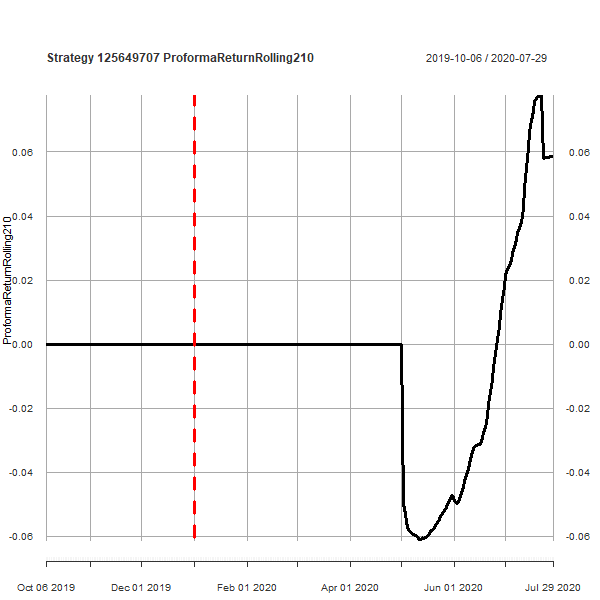 Strategy 125649707 ProformaReturnRolling210
2019-10-06 / 2020-07-29
ProformaReturnRolling210
0.06
0.04
0.02
0.00
-0.02
-0.04
-0.06
0.06
0.04
0.02
0.00
-0.02
-0.04
-0.06
Oct 06 2019
Dec 01 2019
Feb 01 2020
Apr 01 2020
Jun 01 2020
Jul 29 2020